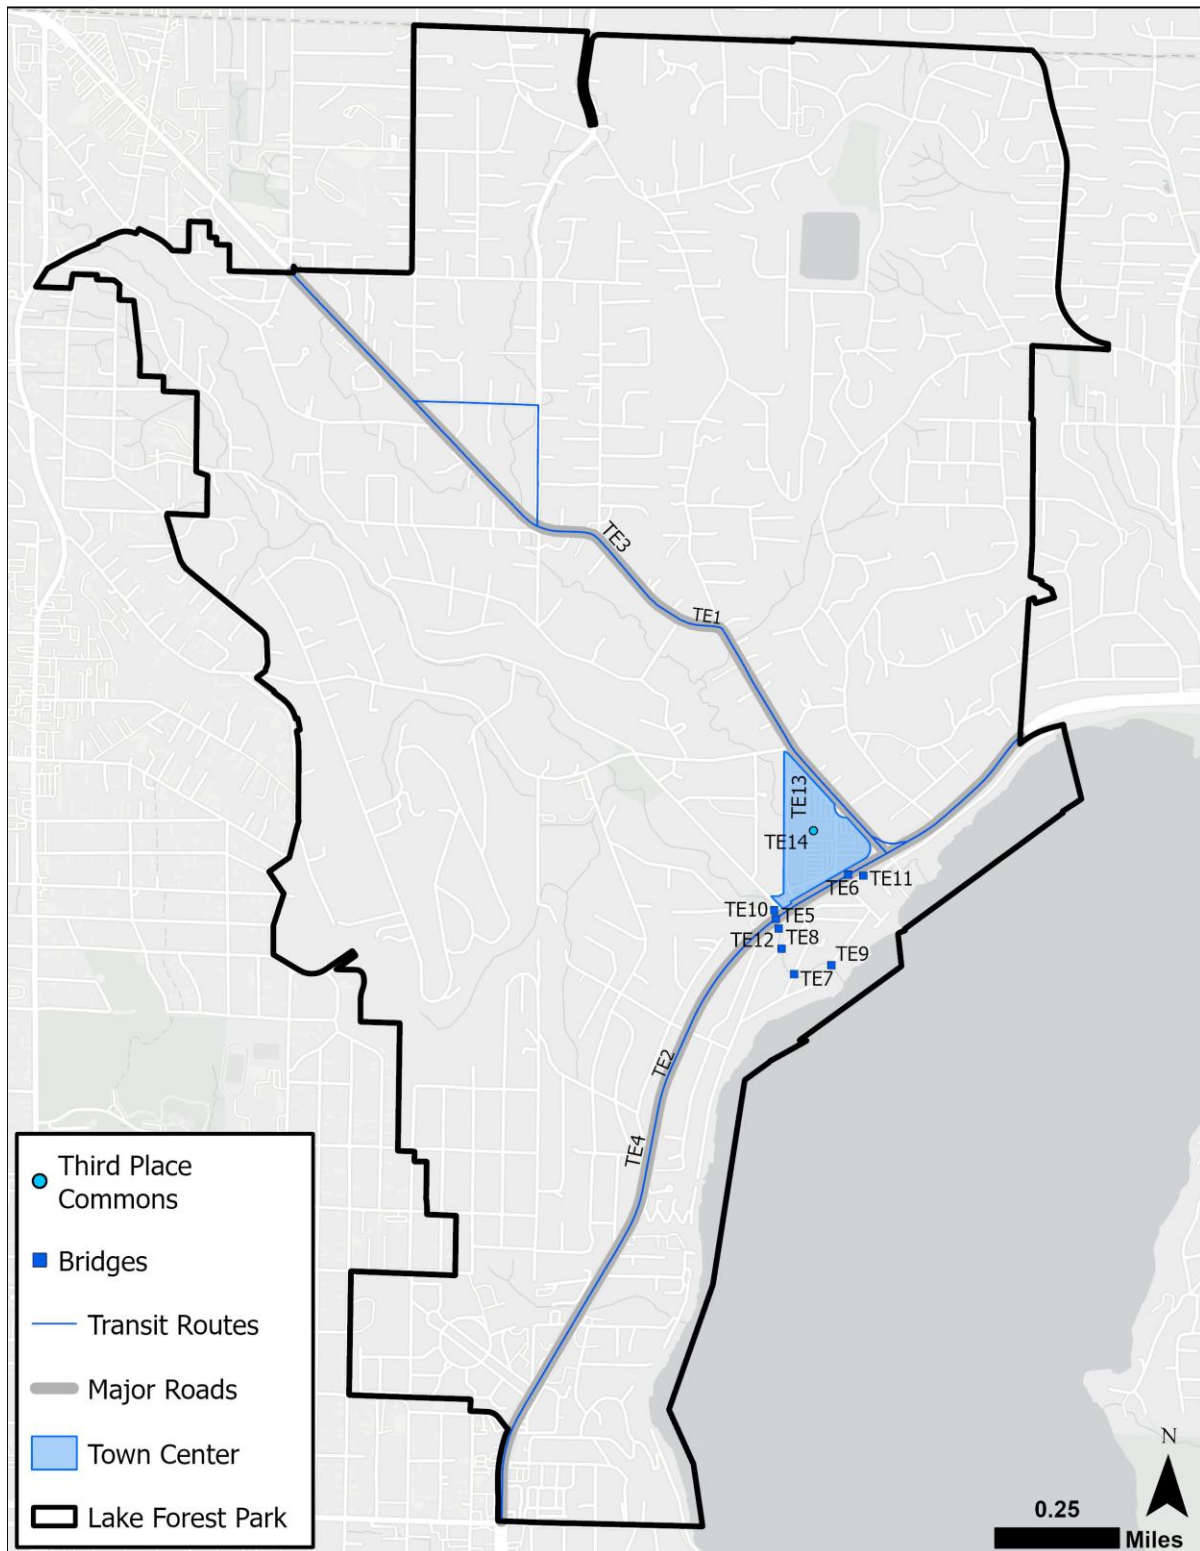 TE3
TE1
TE13
TE14
TE6
TE11
TE10
TE5
TE8
TE12
TE9
TE7
TE2
TE4
Third Place
Commons
Bridges
Transit Routes
Major Roads
Town Center
Lake Forest Park
N
0.25
Miles